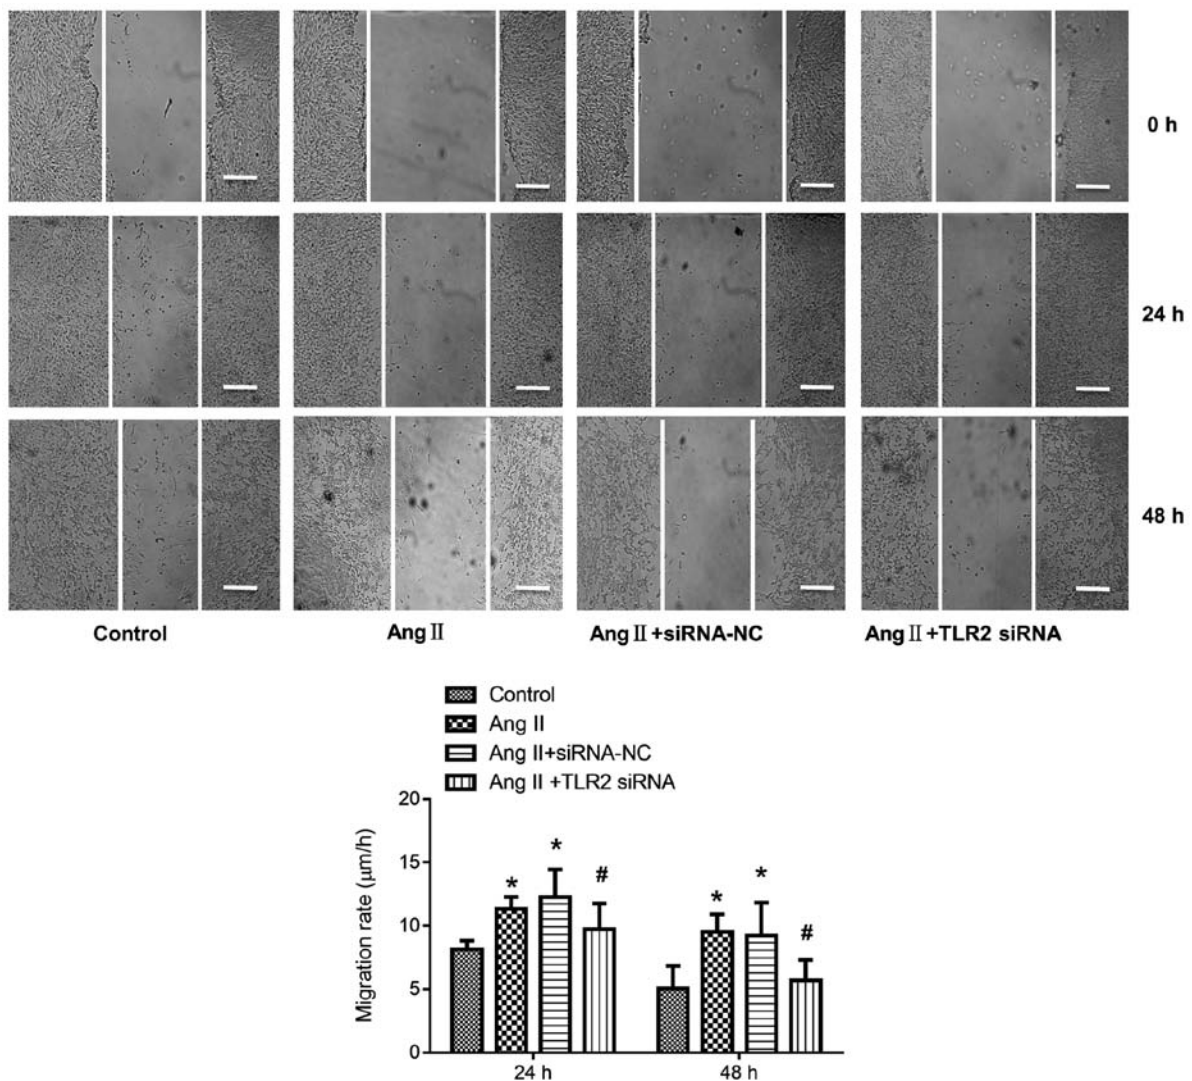 0 h
24 h
48 h
Control
Ang Ⅱ
Ang Ⅱ+siRNA-NC
Ang Ⅱ+TLR2 siRNA
Control
Ang II
Ang II+siRNA-NC
Ang II +TLR2 siRNA
Migration rate (μm/h)
20
15
10
5
0
* * #
* * #
24 h
48 h